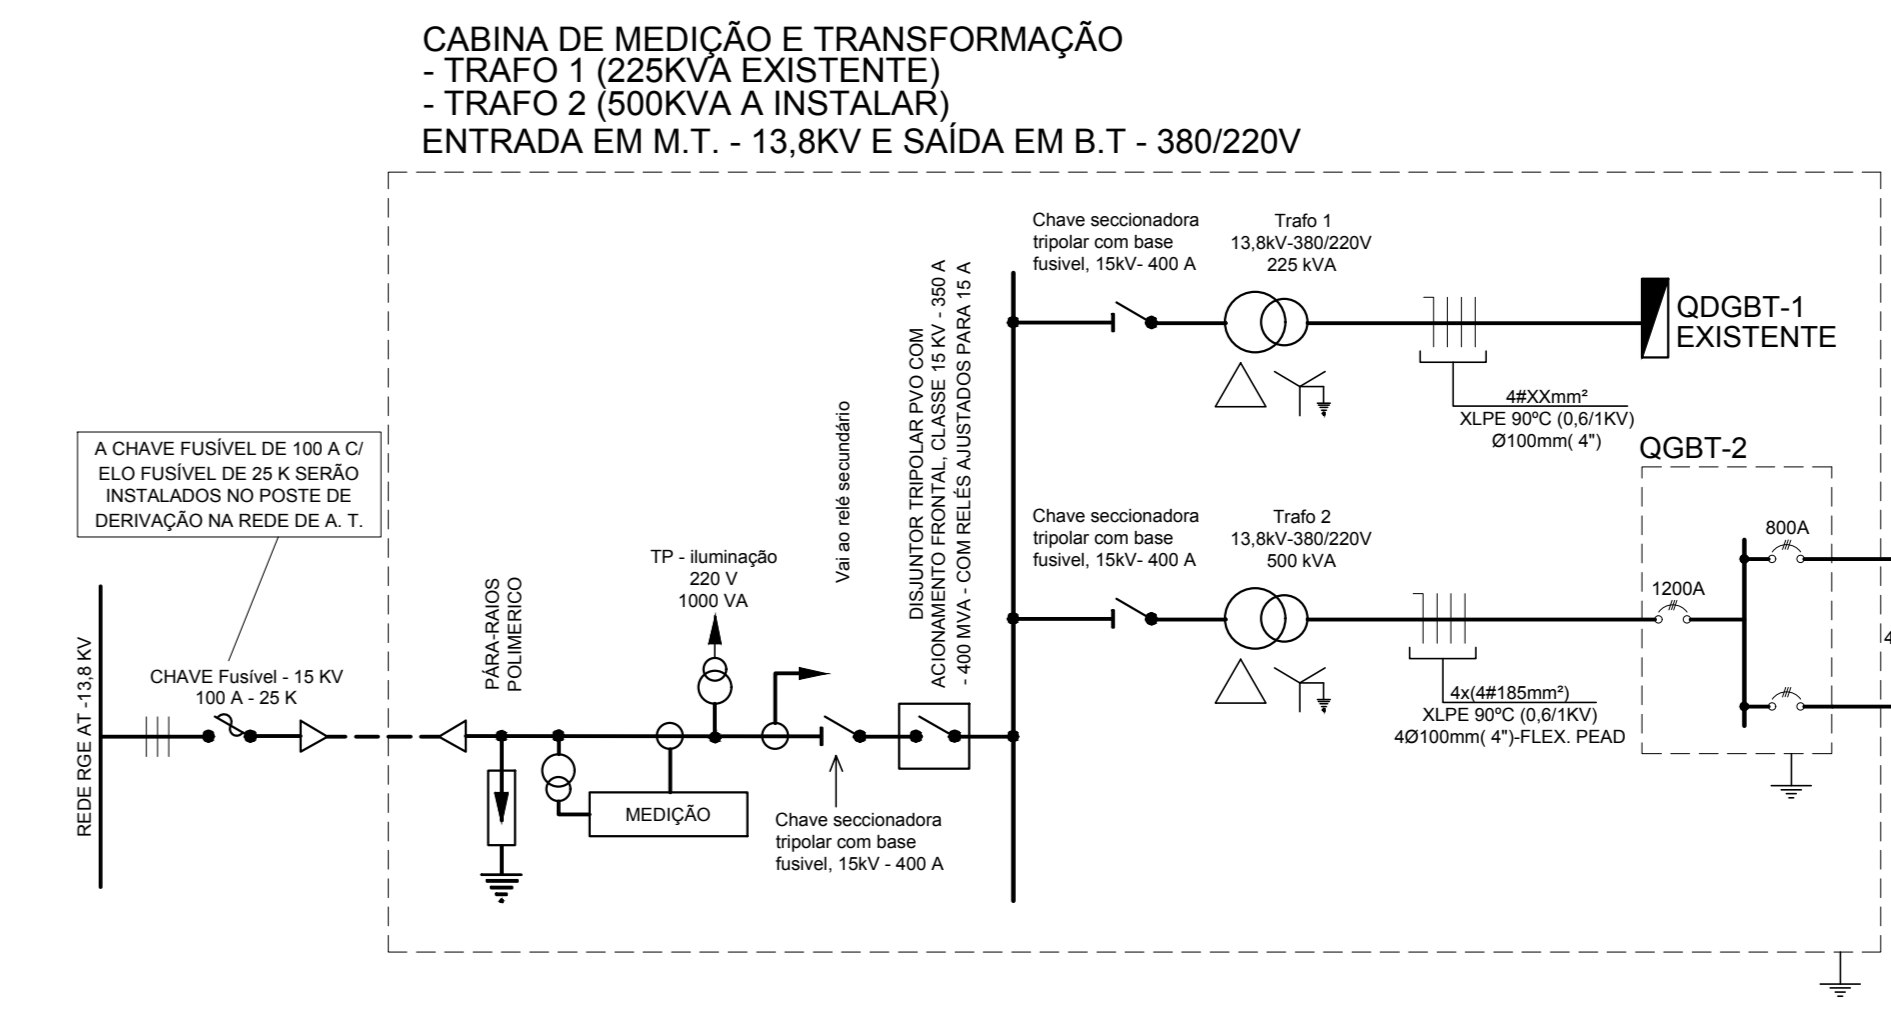 CABINA DE MEDIÇÃO E TRANSFORMAÇÃO
- TRAFO 1 (225KVA EXISTENTE)
- TRAFO 2 (500KVA A INSTALAR)
ENTRADA EM M.T. - 13,8KV E SAÍDA EM B.T - 380/220V
A CHAVE FUSÍVEL DE 100 A C/
ELO FUSÍVEL DE 25 K SERÃO
INSTALADOS NO POSTE DE
DERIVAÇÃO NA REDE DE A. T.
REDE RGE AT -13,8 KV
CHAVE Fusível - 15 KV
100 A - 25 K
PÁRA-RAIOS
POLIMERICO
TP - iluminação
220 V
1000 VA
MEDIÇÃO
Vai ao relé secundário
Chave seccionadora
tripolar com base
fusivel, 15kV - 400 A
DISJUNTOR TRIPOLAR PVO COM
ACIONAMENTO FRONTAL, CLASSE 15 KV - 350 A
- 400 MVA - COM RELÉS AJUSTADOS PARA 15 A
Chave seccionadora
tripolar com base
fusivel, 15kV- 400 A
Trafo 1
13,8kV-380/220V
225 kVA
4#XXmm²
XLPE 90ºC (0,6/1KV)
Ø100mm( 4")
QDGBT-1
EXISTENTE
Chave seccionadora
tripolar com base
fusivel, 15kV- 400 A
Trafo 2
13,8kV-380/220V
500 kVA
4x(4#185mm²)
XLPE 90ºC (0,6/1KV)
4Ø100mm( 4")-FLEX. PEAD
QGBT-2
1200A
800A
4